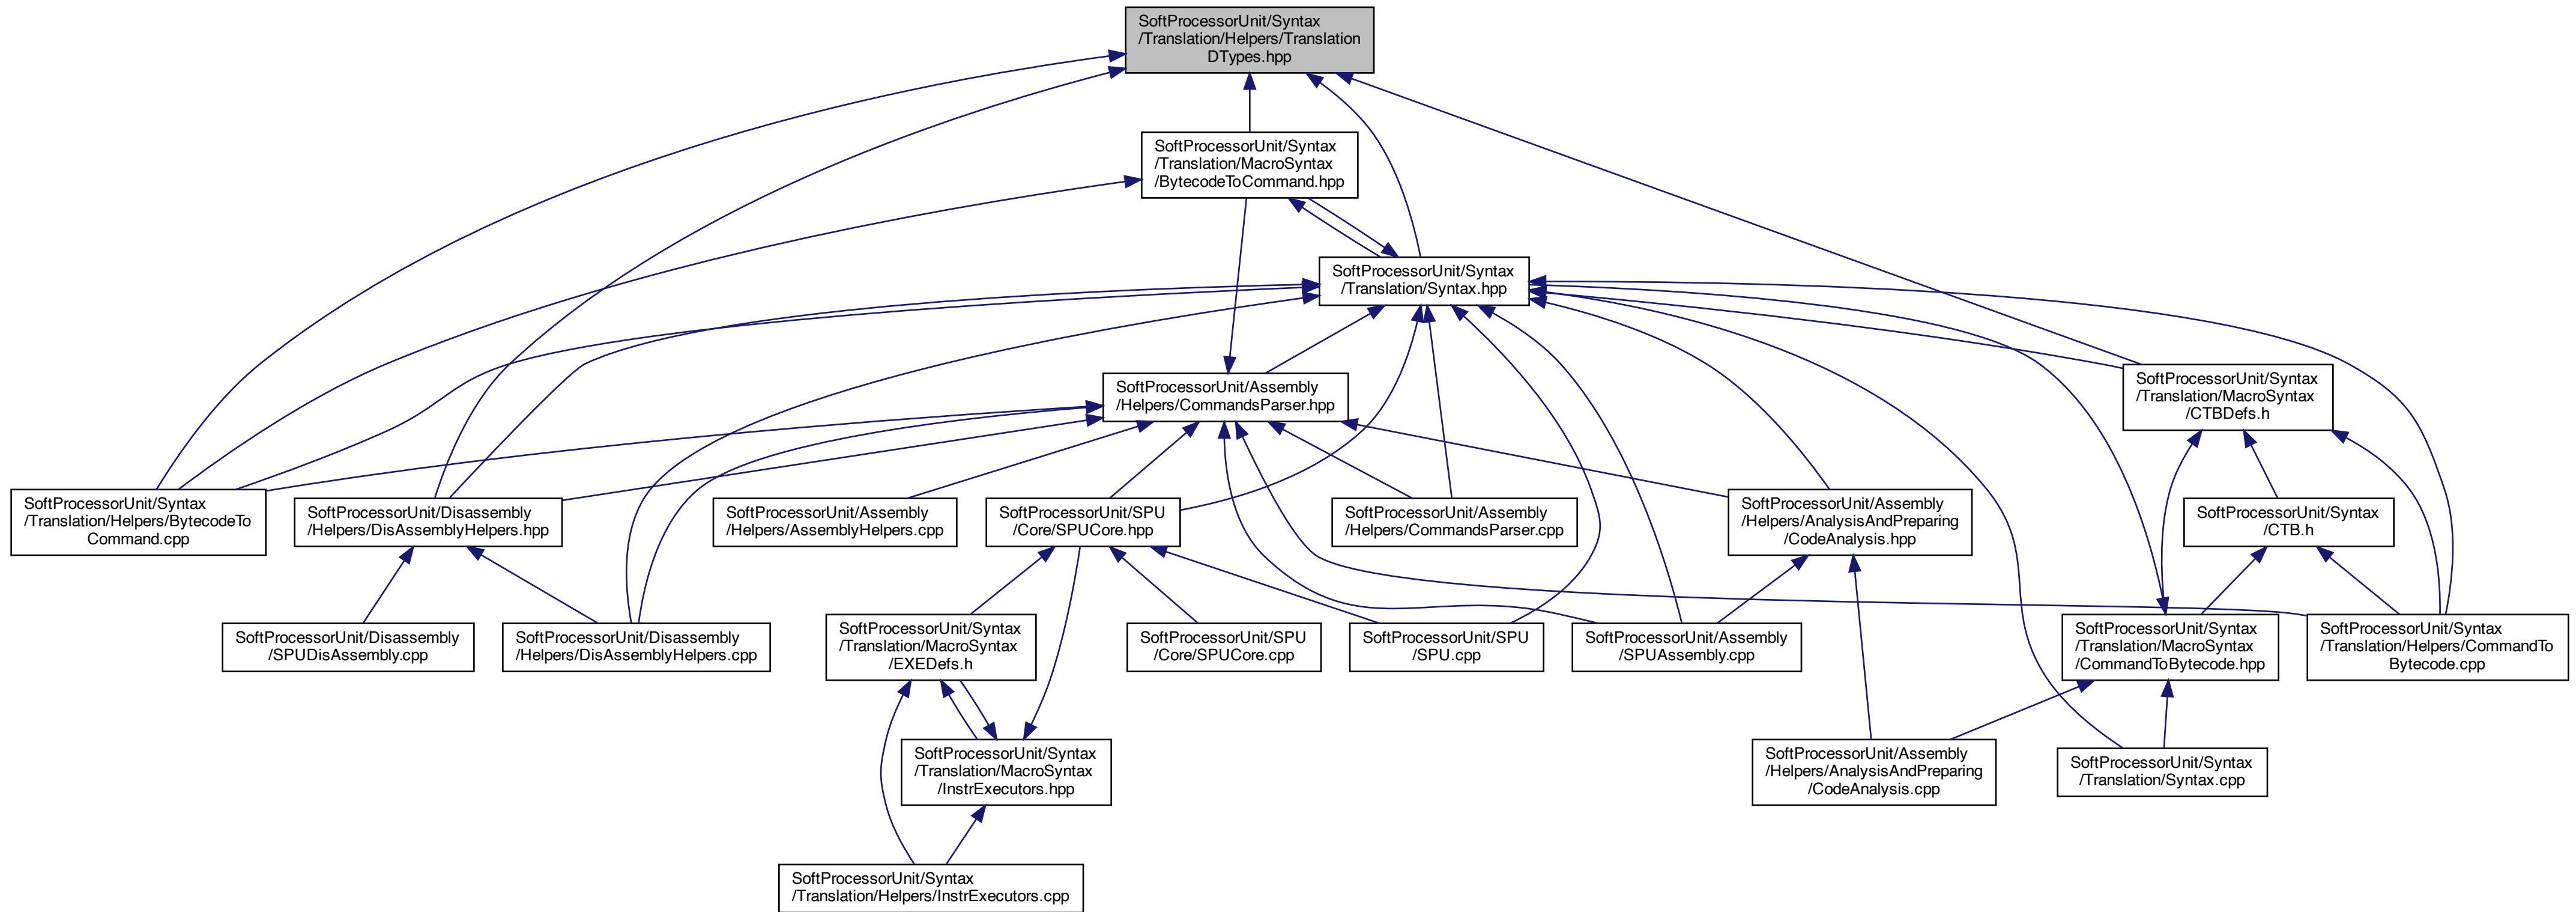 SoftProcessorUnit/Syntax
/Translation/Helpers/Translation
DTypes.hpp
SoftProcessorUnit/Syntax
/Translation/MacroSyntax
/BytecodeToCommand.hpp
SoftProcessorUnit/Syntax
/Translation/Syntax.hpp
SoftProcessorUnit/Assembly
/Helpers/CommandsParser.hpp
SoftProcessorUnit/Syntax
/Translation/MacroSyntax
/CTBDefs.h
SoftProcessorUnit/Syntax
/Translation/Helpers/BytecodeTo
Command.cpp
SoftProcessorUnit/Disassembly
/Helpers/DisAssemblyHelpers.hpp
SoftProcessorUnit/Assembly
/Helpers/AssemblyHelpers.cpp
SoftProcessorUnit/SPU
/Core/SPUCore.hpp
SoftProcessorUnit/Assembly
/Helpers/CommandsParser.cpp
SoftProcessorUnit/Assembly
/Helpers/AnalysisAndPreparing
/CodeAnalysis.hpp
SoftProcessorUnit/Syntax
/CTB.h
SoftProcessorUnit/Disassembly
/SPUDisAssembly.cpp
SoftProcessorUnit/Disassembly
/Helpers/DisAssemblyHelpers.cpp
SoftProcessorUnit/Syntax
/Translation/MacroSyntax
/EXEDefs.h
SoftProcessorUnit/SPU
/Core/SPUCore.cpp
SoftProcessorUnit/SPU
/SPU.cpp
SoftProcessorUnit/Assembly
/SPUAssembly.cpp
SoftProcessorUnit/Syntax
/Translation/MacroSyntax
/CommandToBytecode.hpp
SoftProcessorUnit/Syntax
/Translation/Helpers/CommandTo
Bytecode.cpp
SoftProcessorUnit/Syntax
/Translation/MacroSyntax
/InstrExecutors.hpp
SoftProcessorUnit/Assembly
/Helpers/AnalysisAndPreparing
/CodeAnalysis.cpp
SoftProcessorUnit/Syntax
/Translation/Syntax.cpp
SoftProcessorUnit/Syntax
/Translation/Helpers/InstrExecutors.cpp